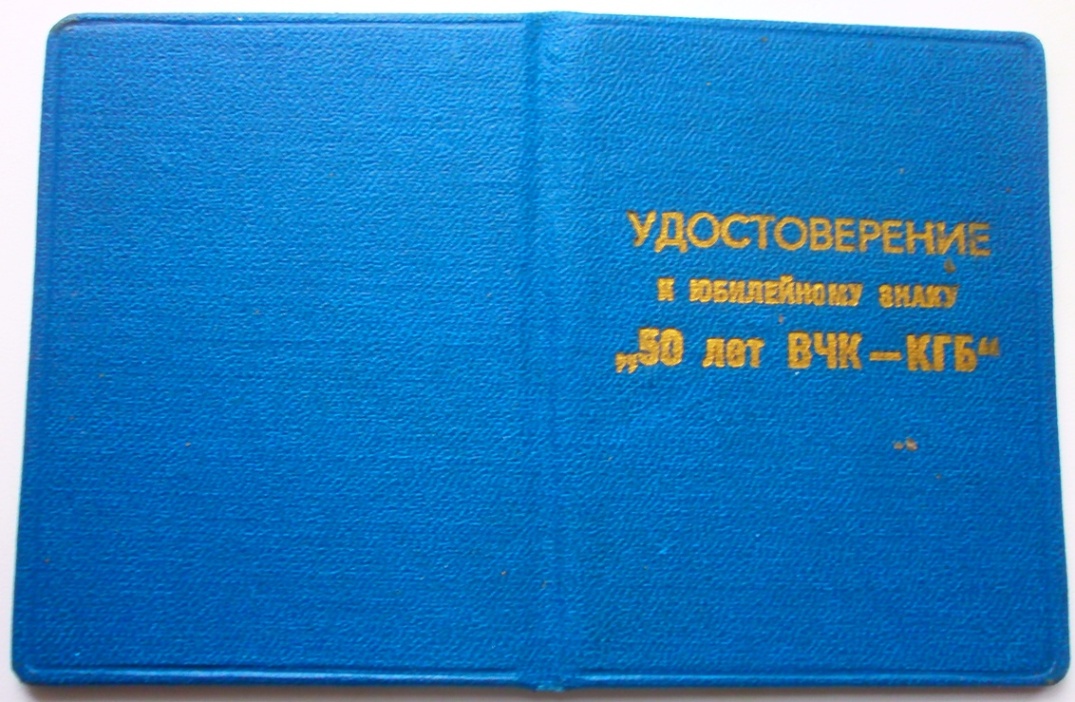 УДОСТОВЕРЕНИЕ
К ЮБИЛЕЙНОМУ ЗНАКУ
„50 лет ВЧК—КГБ“